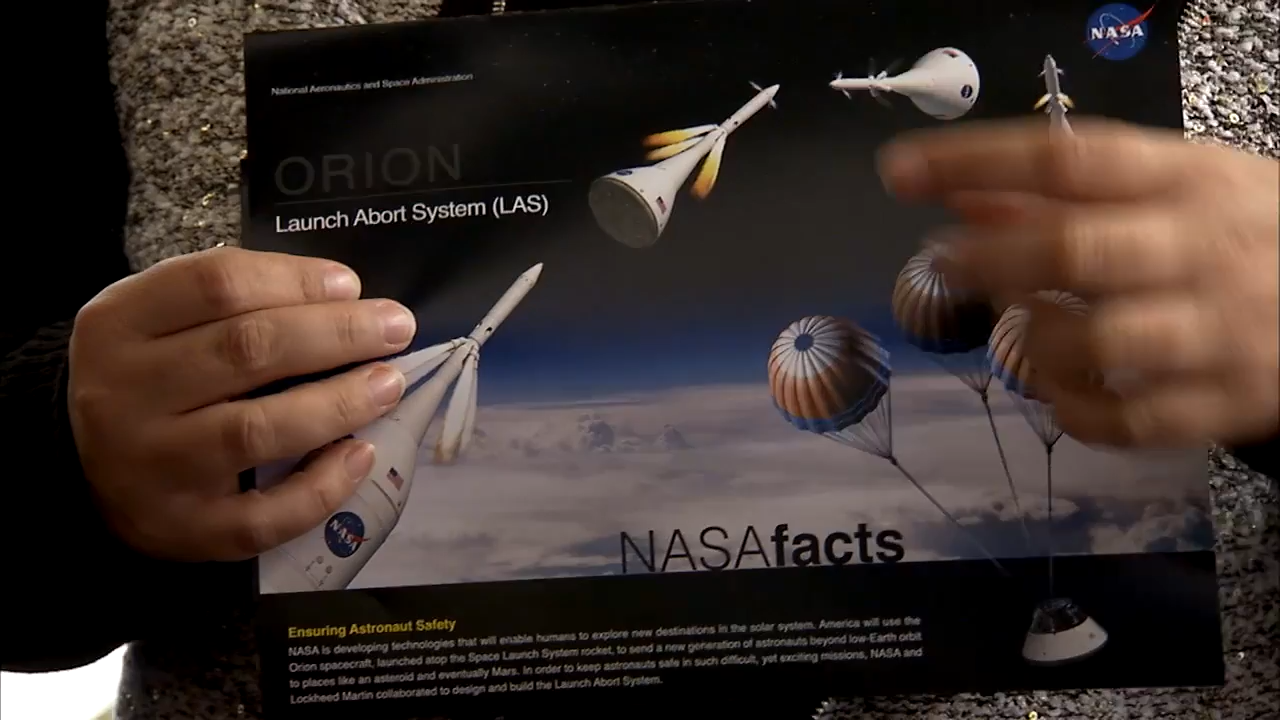 NASA
National Aeronautics and Space Administration
ORION
Launch Abort System (LAS)
NASA
NASAfacts
Ensuring Astronaut Safety
NASA is developing technologies that will enable humans to explore new destinations in the solar system. America will use the
Orion spacecraft, launched atop the Space Launch System rocket, to send a new generation of astronauts beyond low-Earth orbit
to places like an asteroid and eventually Mars. In order to keep astronauts safe in such difficult, yet exciting missions, NASA and
Lockheed Martin collaborated to design and build the Launch Abort System.